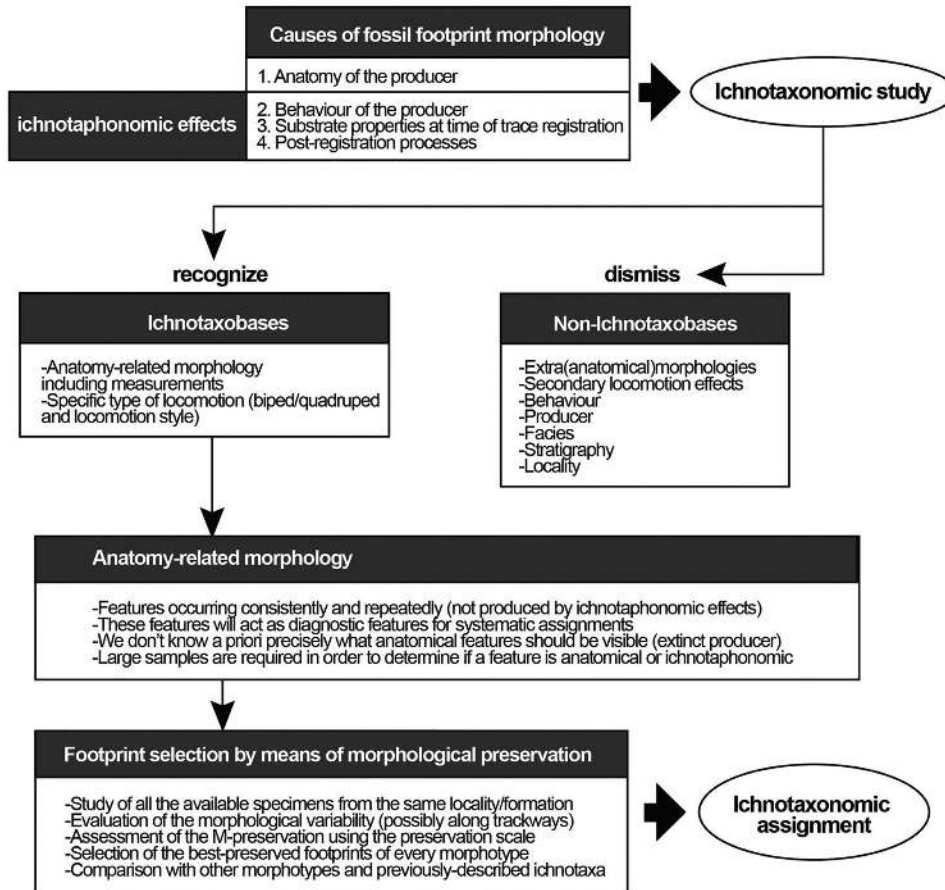 Causes of fossil footprint morphology
1. Anatomy of the producer
ichnotaphonomic effects
2. Behaviour of the producer
3. Substrate properties at time of trace registration
4. Post-registration processes
Ichnotaxonomic study
recognize
dismiss
Ichnotaxobases
-Anatomy-related morphology
including measurements
-Specific type of locomotion (biped/quadruped
and locomotion style)
Non-Ichnotaxobases
-Extra(anatomical)morphologies
-Secondary locomotion effects
-Behaviour
-Producer
-Facies
-Stratigraphy
-Locality
Anatomy-related morphology
-Features occurring consistently and repeatedly (not produced by ichnotaphonomic effects)
-These features will act as diagnostic features for systematic assignments
-We don't know a priori precisely what anatomical features should be visible (extinct producer)
-Large samples are required in order to determine if a feature is anatomical or ichnotaphonomic
Footprint selection by means of morphological preservation
-Study of all the available specimens from the same locality/formation
-Evaluation of the morphological variability (possibly along trackways)
-Assessment of the M-preservation using the preservation scale
-Selection of the best-preserved footprints of every morphotype
-Comparison with other morphotypes and previously-described ichnotaxa
Ichnotaxonomic
assignment